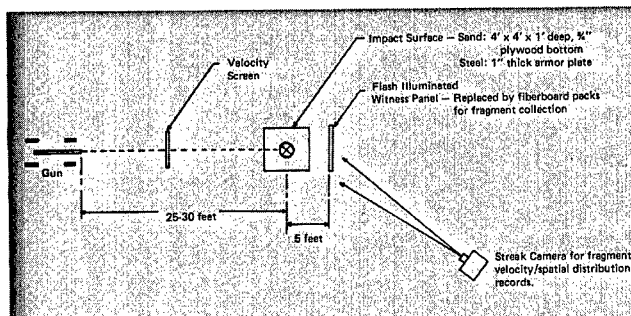 Impact Surface – Sand: 4' x 4' x 1' deep, ¾"
plywood bottom
Steel: 1" thick armor plate
Velocity
Screen
Flash Illuminated
Witness Panel – Replaced by fiberboard packs
for fragment collection
Gun
25-30 feet
5 feet
Streak Camera for fragment
velocity/spatial distribution
records.